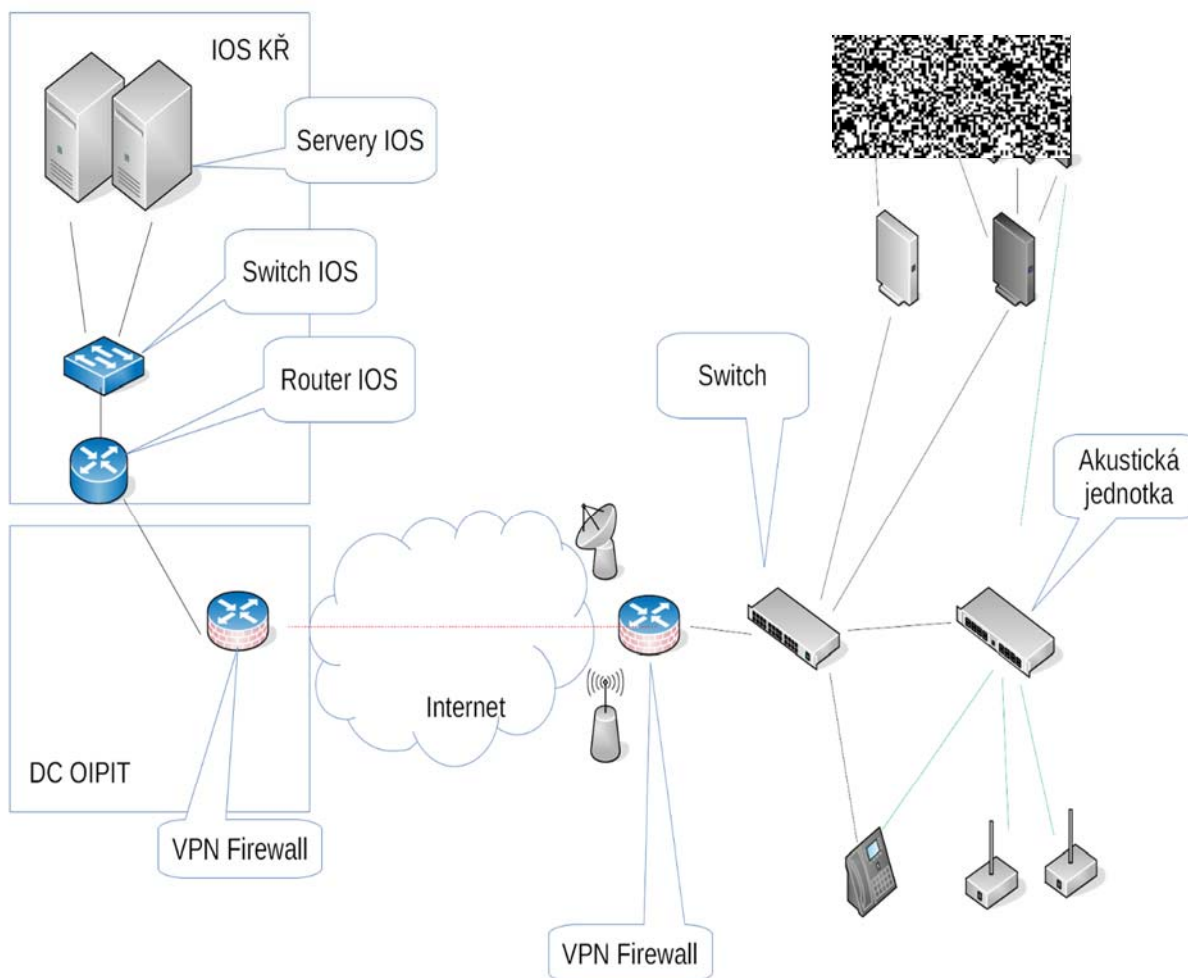 IOS KŘ
Servery IOS
Switch IOS
Router IOS
Switch
Akustická
jednotka
Internet
DC OIPIT
VPN Firewall
VPN Firewall